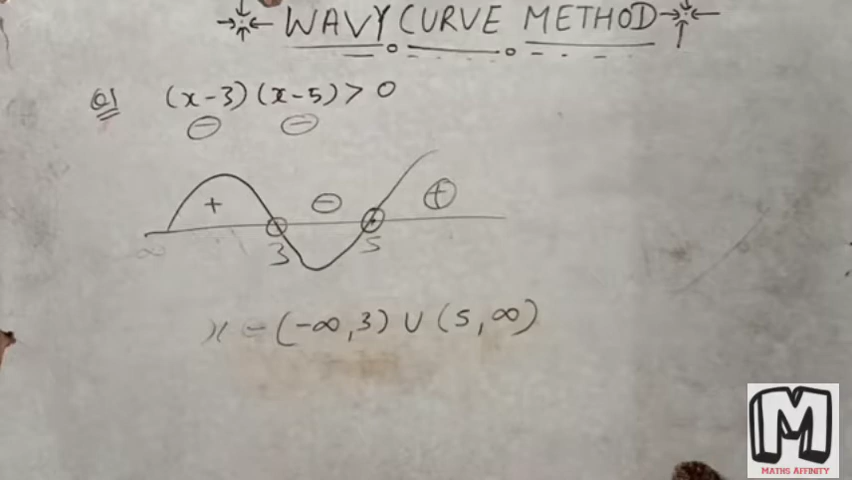 WAVY CURVE METHOD
Q1 (x-3)(x-5)>0
- -
+ - +
∞ 3 5
x = (-∞,3) ∪ (5,∞)
M
MATHS AFFINITY